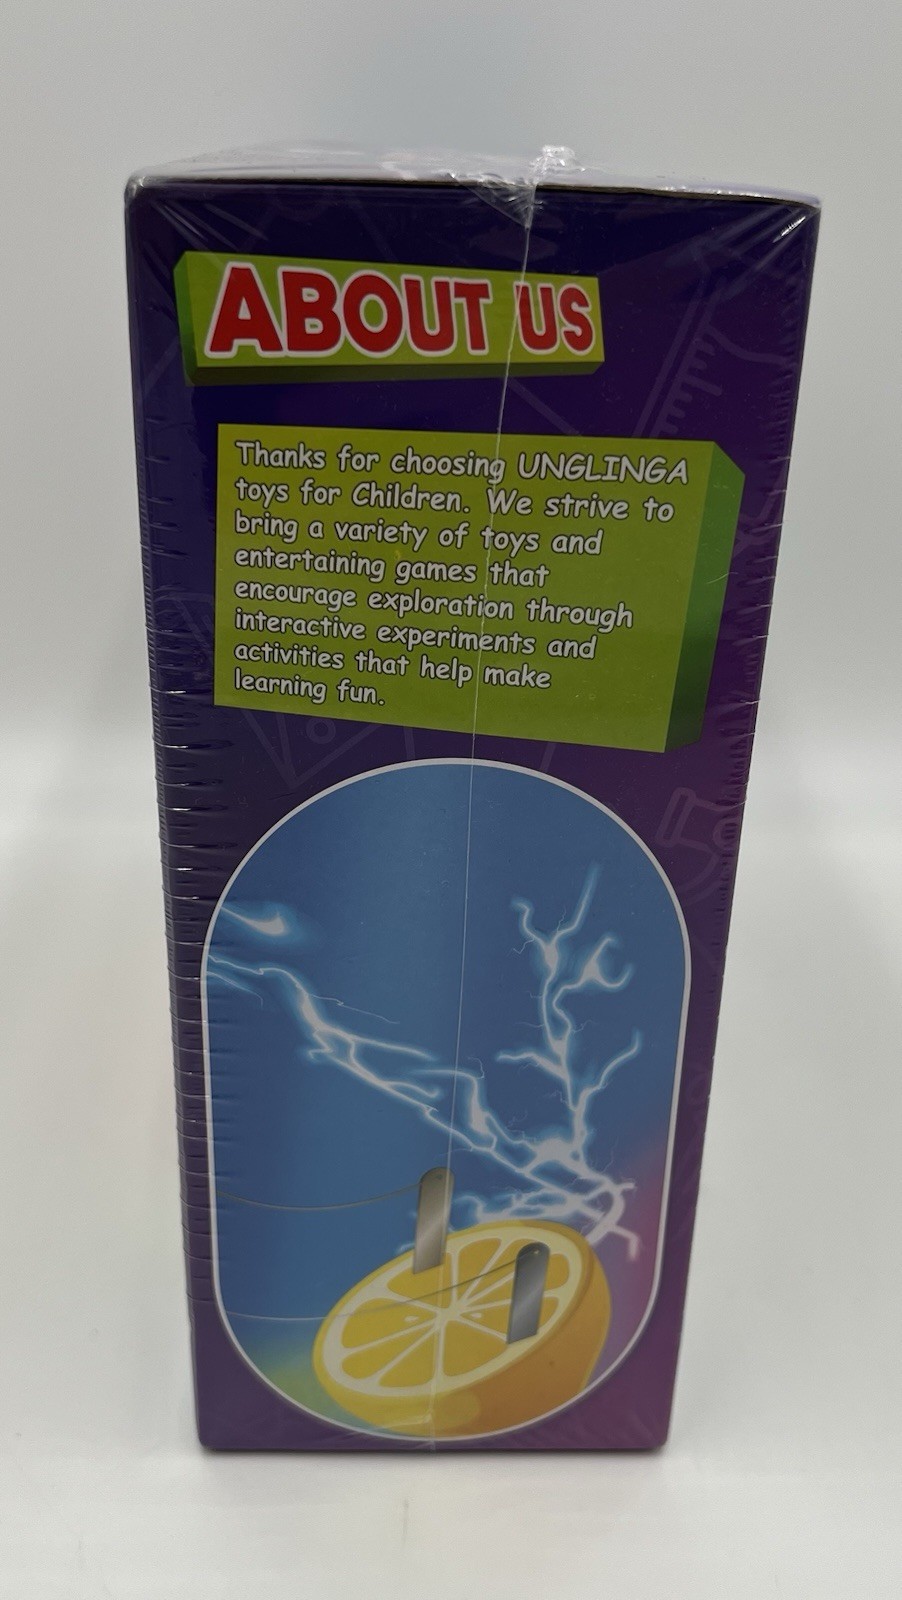 ABOUT US
Thanks for choosing UNGLINGA
toys for Children. We strive to
bring a variety of toys and
entertaining games that
encourage exploration through
interactive experiments and
activities that help make
learning fun.